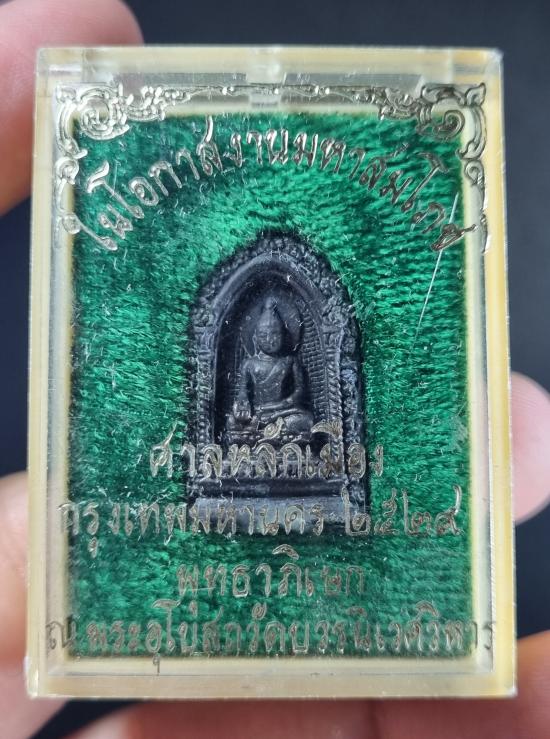 ในโอกาสงานมหาสมโภช
ศาลหลักเมือง
กรุงเทพมหานคร ๒๕๒๙
พุทธาภิเษก
ณ พระอุโบสถวัดบวรนิเวศวิหาร